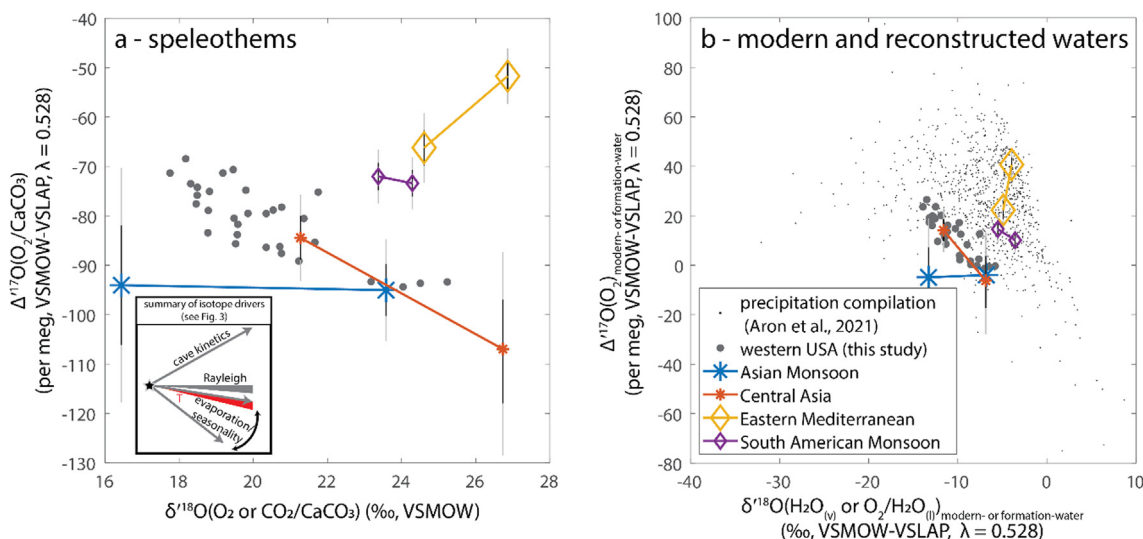 a - speleothems
-40
-50
-60
-70
-80
-90
-100
-110
-120
-130
Δ'¹⁷O(O₂/CaCO₃)
(per meg, VSMOW-VSLAP, λ = 0.528)
summary of isotope drivers
(see Fig. 3)
cave kinetics
Rayleigh
T
evaporation/
seasonality
16 18 20 22 24 26 28
δ'¹⁸O(O₂ or CO₂/CaCO₃) (‰, VSMOW)
b - modern and reconstructed waters
100
80
60
40
20
0
-20
-40
-60
-80
Δ'¹⁷O(O₂)modern- or formation-water
(per meg, VSMOW-VSLAP, λ = 0.528)
precipitation compilation
(Aron et al., 2021)
western USA (this study)
Asian Monsoon
Central Asia
Eastern Mediterranean
South American Monsoon
-40 -30 -20 -10 0 10
δ'¹⁸O(H₂O(v) or O₂/H₂O(l))modern- or formation-water
(‰, VSMOW-VSLAP, λ = 0.528)